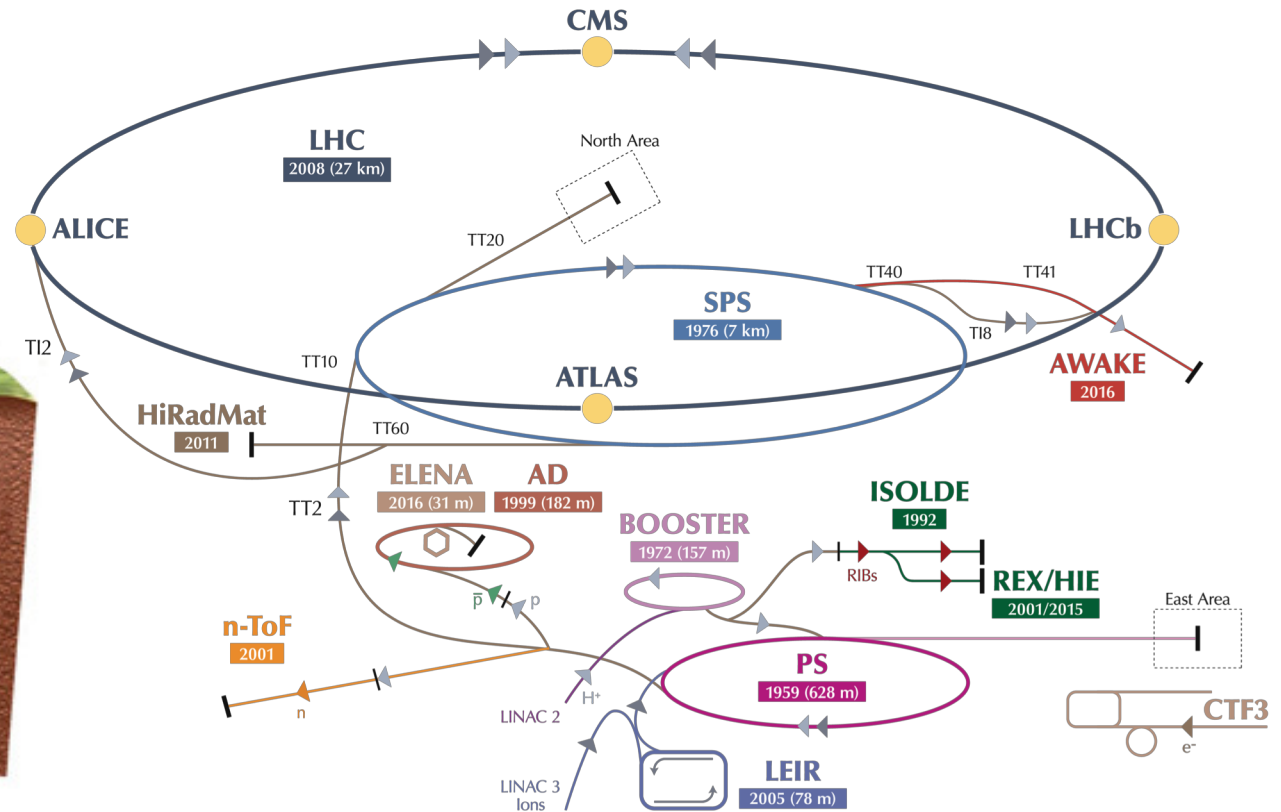 CMS
LHC
2008 (27 km)
North Area
ALICE
LHCb
TT20
TT40
TT41
SPS
1976 (7 km)
TI8
TI2
TT10
ATLAS
AWAKE
2016
HiRadMat
2011
TT60
ELENA
2016 (31 m)
AD
1999 (182 m)
TT2
ISOLDE
1992
BOOSTER
1972 (157 m)
RIBs
REX/HIE
2001/2015
p̅
p
East Area
n-ToF
2001
PS
1959 (628 m)
n
H⁺
LINAC 2
CTF3
e⁻
LEIR
2005 (78 m)
LINAC 3
Ions